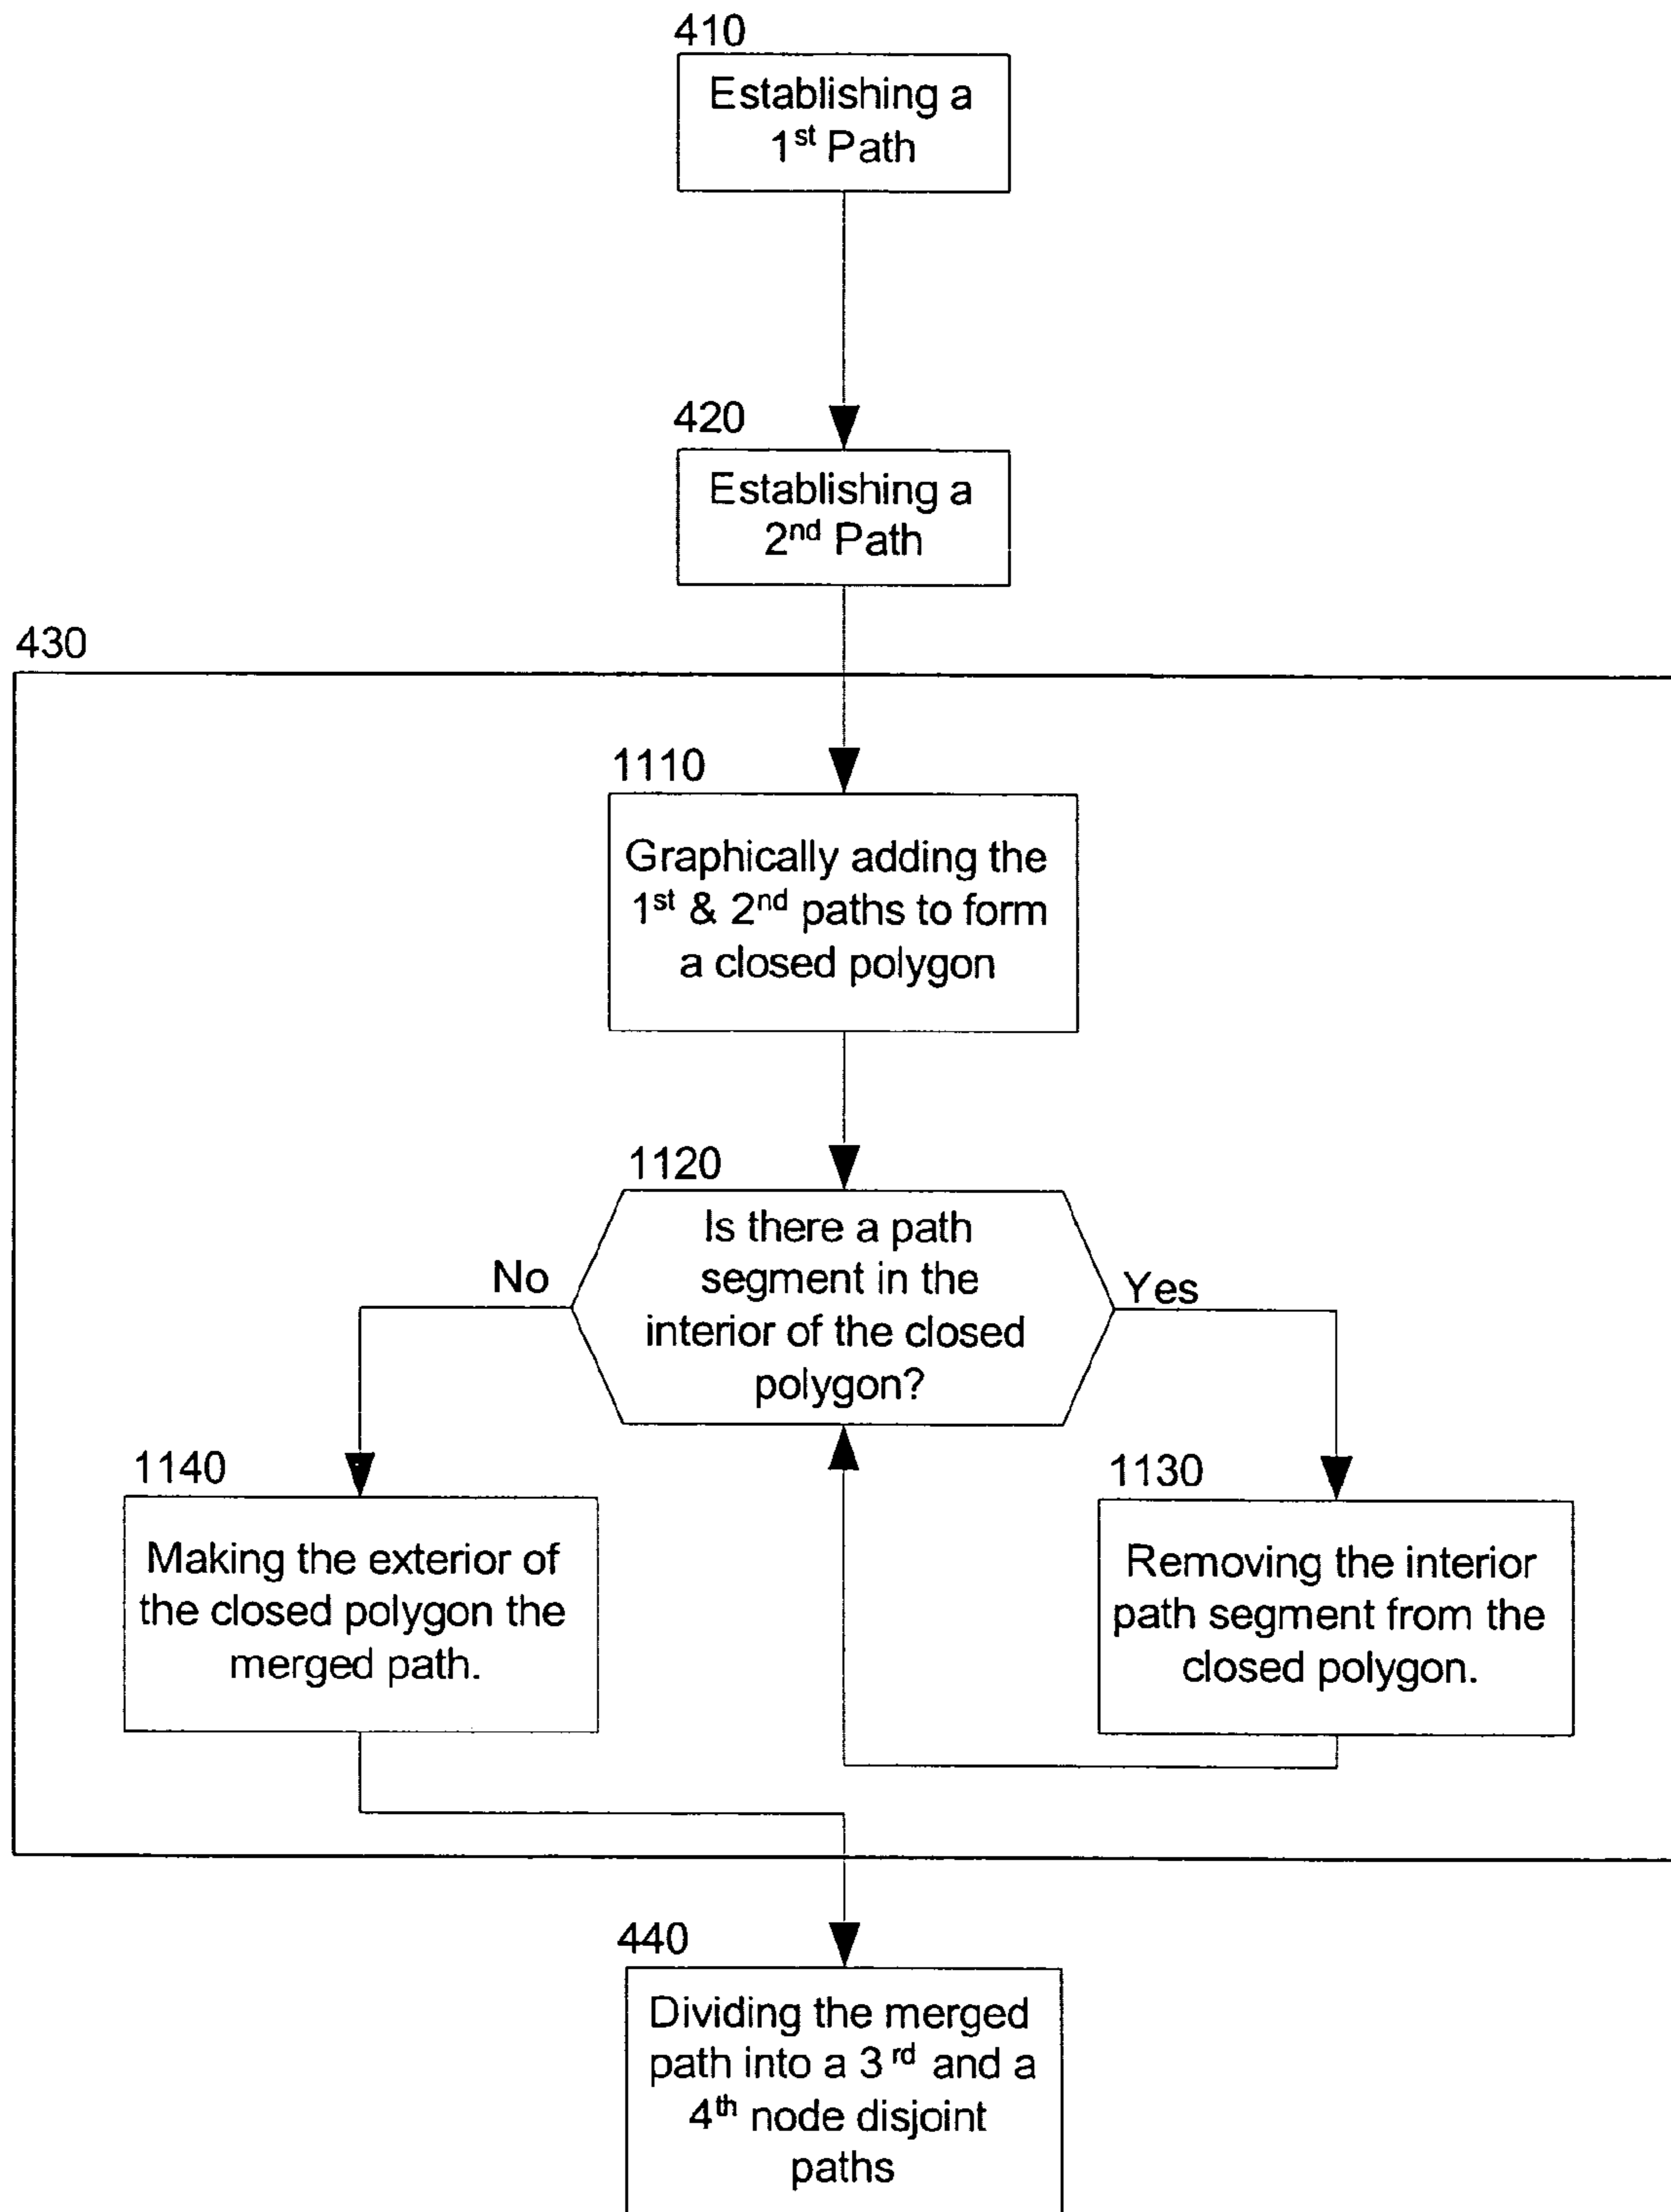 410
Establishing a
1st Path
420
Establishing a
2nd Path
430
1110
Graphically adding the
1st & 2nd paths to form
a closed polygon
1120
Is there a path
segment in the
interior of the closed
polygon?
No
Yes
1140
Making the exterior of
the closed polygon the
merged path.
1130
Removing the interior
path segment from the
closed polygon.
440
Dividing the merged
path into a 3rd and a
4th node disjoint
paths